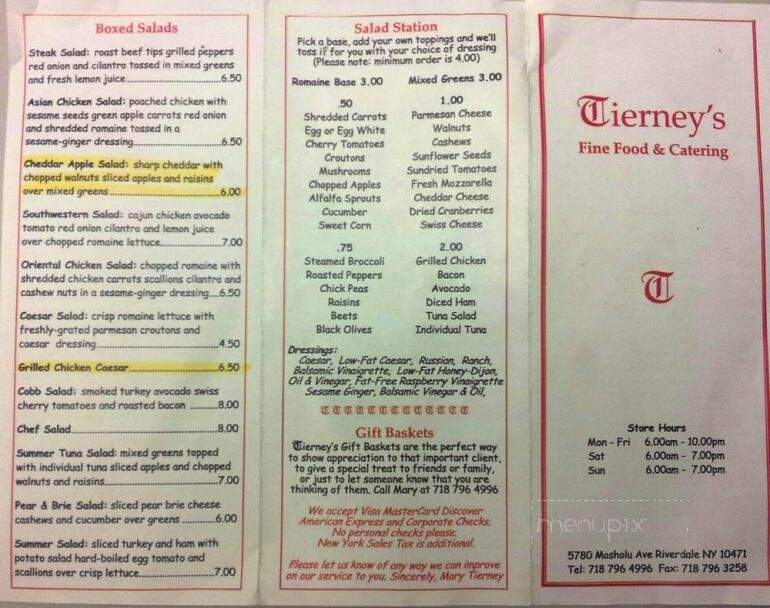 Boxed Salads
Steak Salad: roast beef tips grilled peppers
red onion and cilantro tossed in mixed greens
and fresh lemon juice.....................6.50
Asian Chicken Salad: poached chicken with
sesame seeds green apple carrots red onion
and shredded romaine tossed in a
sesame-ginger dressing.....................6.50
Cheddar Apple Salad: sharp cheddar with
chopped walnuts sliced apples and raisins
over mixed greens.....................6.00
Southwestern Salad: cajun chicken avocado
tomato red onion cilantro and lemon juice
over chopped romaine lettuce.....................7.00
Oriental Chicken Salad: chopped romaine with
shredded chicken carrots scallions cilantro and
cashew nuts in a sesame-ginger dressing....6.50
Caesar Salad: crisp romaine lettuce with
freshly-grated parmesan croutons and
caesar dressing.....................4.50
Grilled Chicken Caesar.....................6.50
Cobb Salad: smoked turkey avocado swiss
cherry tomatoes and roasted bacon ..........8.00
Chef Salad.....................8.00
Summer Tuna Salad: mixed greens topped
with individual tuna sliced apples and chopped
walnuts and raisins.....................7.00
Pear & Brie Salad: sliced pear brie cheese
cashews and cucumber over greens ..........6.00
Summer Salad: sliced turkey and ham with
potato salad hard-boiled egg tomato and
scallions over crisp lettuce.....................7.00
Salad Station
Pick a base, add your own toppings and we'll
toss if for you with your choice of dressing
(Please note: minimum order is 4.00)
Romaine Base 3.00
Mixed Greens 3.00
.50
Shredded Carrots
Egg or Egg White
Cherry Tomatoes
Croutons
Mushrooms
Chopped Apples
Alfalfa Sprouts
Cucumber
Sweet Corn
1.00
Parmesan Cheese
Walnuts
Cashews
Sunflower Seeds
Sundried Tomatoes
Fresh Mozzarella
Cheddar Cheese
Dried Cranberries
Swiss Cheese
.75
Steamed Broccoli
Roasted Peppers
Chick Peas
Raisins
Beets
Black Olives
2.00
Grilled Chicken
Bacon
Avocado
Diced Ham
Tuna Salad
Individual Tuna
Dressings:
Caesar, Low-Fat Caesar, Russian, Ranch,
Balsamic Vinaigrette, Low-Fat Honey-Dijon,
Oil & Vinegar, Fat-Free Raspberry Vinaigrette
Sesame Ginger, Balsamic Vinegar & Oil,
T T T T T T T T T T T T T
Gift Baskets
Tierney's Gift Baskets are the perfect way
to show appreciation to that important client,
to give a special treat to friends or family,
or just to let someone know that you are
thinking of them. Call Mary at 718 796 4996
We accept Visa MasterCard Discover
American Express and Corporate Checks.
No personal checks please.
New York Sales Tax is additional.
Please let us know of any way we can improve
on our service to you. Sincerely, Mary Tierney
Tierney's
Fine Food & Catering
T
Store Hours
Mon - Fri 6.00am - 10.00pm
Sat 6.00am - 7.00pm
Sun 6.00am - 7.00pm
menupix
5780 Mosholu Ave Riverdale NY 10471
Tel: 718 796 4996 Fax: 718 796 3258